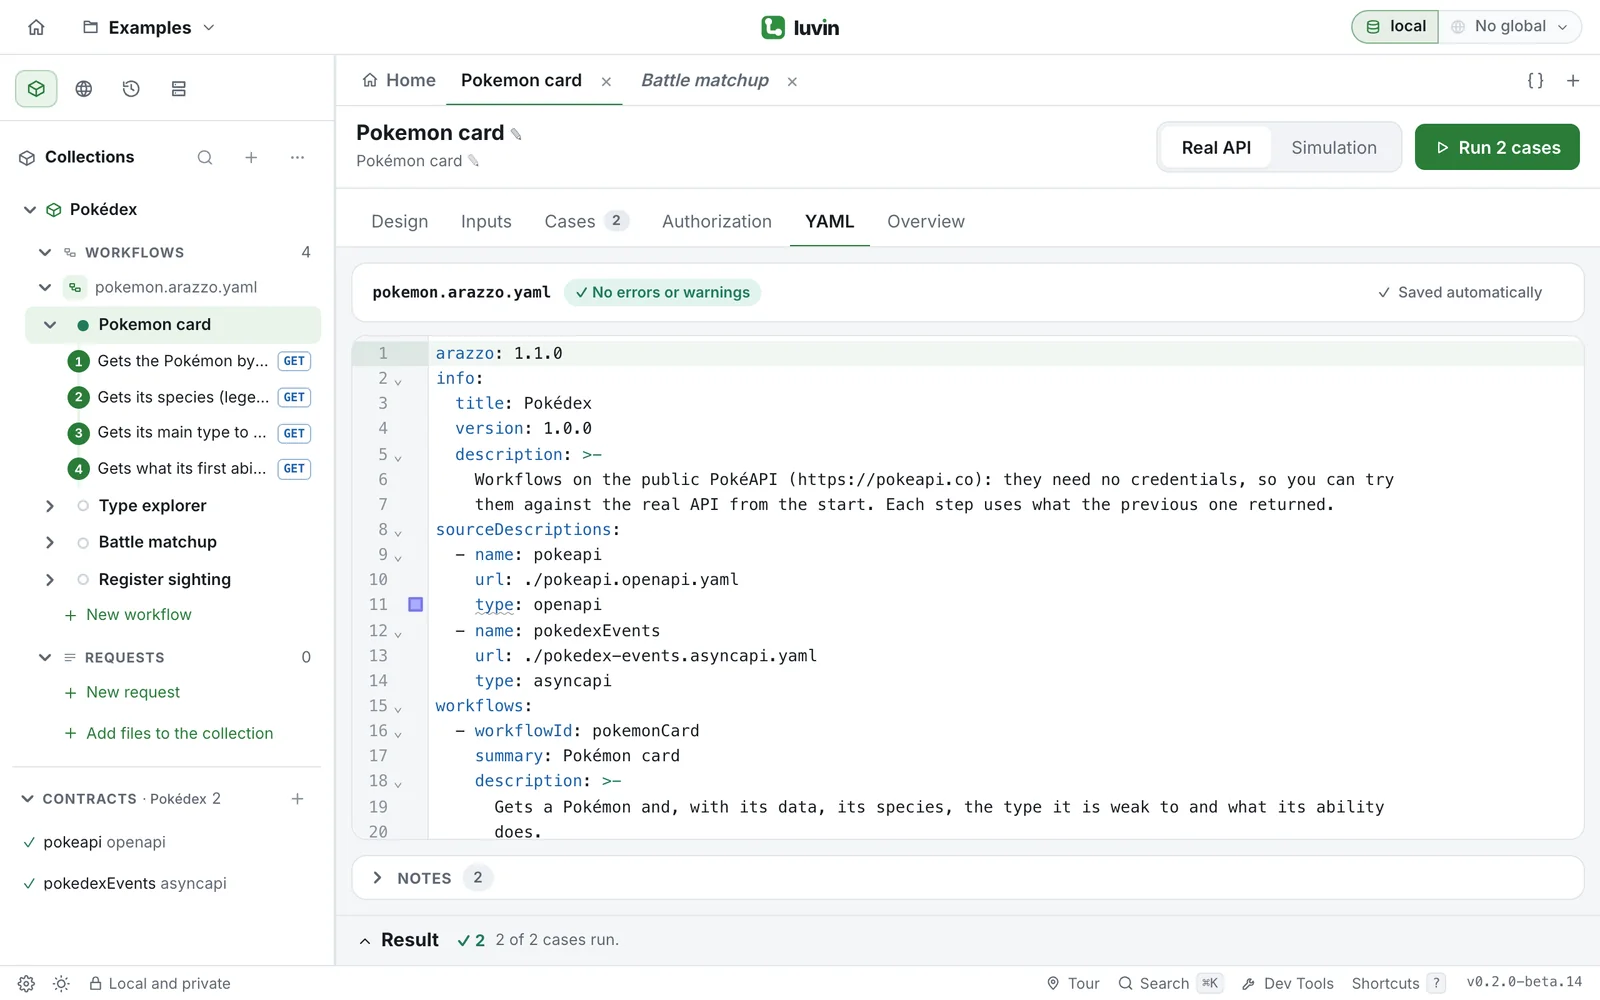 Examples
luvin
local
No global
Home
Pokemon card
Battle matchup
{ }
Collections
Pokemon card
Pokémon card
Real API
Simulation
Run 2 cases
Pokédex
WORKFLOWS 4
pokemon.arazzo.yaml
Pokemon card
1 Gets the Pokémon by... GET
2 Gets its species (lege... GET
3 Gets its main type to ... GET
4 Gets what its first abi... GET
Type explorer
Battle matchup
Register sighting
+ New workflow
REQUESTS 0
+ New request
+ Add files to the collection
CONTRACTS · Pokédex 2
pokeapi openapi
pokedexEvents asyncapi
Design
Inputs
Cases 2
Authorization
YAML
Overview
pokemon.arazzo.yaml
✓ No errors or warnings
✓ Saved automatically
1 arazzo: 1.1.0
2 info:
3 title: Pokédex
4 version: 1.0.0
5 description: >-
6 Workflows on the public PokéAPI (https://pokeapi.co): they need no credentials, so you can try
7 them against the real API from the start. Each step uses what the previous one returned.
8 sourceDescriptions:
9 - name: pokeapi
10 url: ./pokeapi.openapi.yaml
11 type: openapi
12 - name: pokedexEvents
13 url: ./pokedex-events.asyncapi.yaml
14 type: asyncapi
15 workflows:
16 - workflowId: pokemonCard
17 summary: Pokémon card
18 description: >-
19 Gets a Pokémon and, with its data, its species, the type it is weak to and what its ability
20 does.
NOTES 2
Result ✓ 2 2 of 2 cases run.
Local and private
Tour
Search ⌘K
Dev Tools
Shortcuts ?
v0.2.0-beta.14